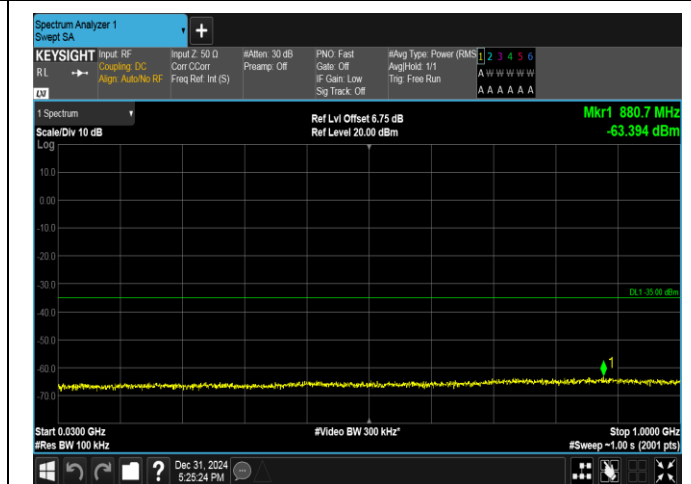 Spectrum Analyzer 1
Swept SA
+
KEYSIGHT
RL
LXI
Input: RF
Coupling: DC
Align: Auto/No RF
Input Z: 50 Ω
Corr CCorr
Freq Ref: Int (S)
#Atten: 30 dB
Preamp: Off
PNO: Fast
Gate: Off
IF Gain: Low
Sig Track: Off
#Avg Type: Power (RMS
Avg|Hold: 1/1
Trig: Free Run
1 2 3 4 5 6
A W W W W W
A A A A A A
1 Spectrum
Scale/Div 10 dB
Log
Ref Lvl Offset 6.75 dB
Ref Level 20.00 dBm
Mkr1 880.7 MHz
-63.394 dBm
10.0
0.00
-10.0
-20.0
-30.0
DL1 -35.00 dBm
-40.0
-50.0
-60.0
1
-70.0
Start 0.0300 GHz
#Res BW 100 kHz
#Video BW 300 kHz*
Stop 1.0000 GHz
#Sweep ~1.00 s (2001 pts)
?
Dec 31, 2024
5:25:24 PM